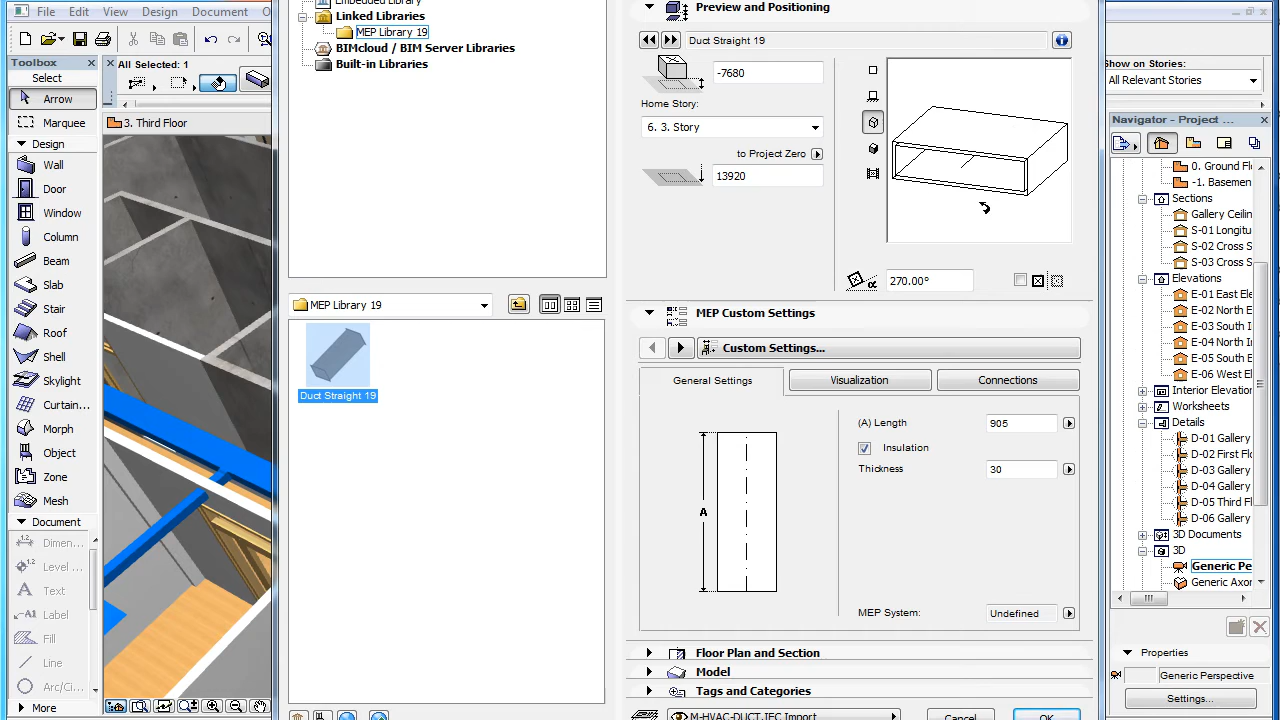 File Edit View Design Document O
Toolbox
Select
Arrow
Marquee
Design
Wall
Door
Window
Column
Beam
Slab
Stair
Roof
Shell
Skylight
Curtain...
Morph
Object
Zone
Mesh
Document
Dimen...
Level ...
Text
Label
Fill
Line
Arc/Ci...
More
All Selected: 1
3. Third Floor
Embedded Library
Linked Libraries
MEP Library 19
BIMcloud / BIM Server Libraries
Built-in Libraries
MEP Library 19
Duct Straight 19
Preview and Positioning
Duct Straight 19
-7680
Home Story:
6. 3. Story
to Project Zero
13920
α
270.00°
MEP Custom Settings
Custom Settings...
General Settings
Visualization
Connections
A
(A) Length
905
Insulation
Thickness
30
MEP System:
Undefined
Floor Plan and Section
Model
Tags and Categories
M-HVAC-DUCT.IFC Import
Cancel
OK
Show on Stories:
All Relevant Stories
Navigator - Project ...
0. Ground Fl
-1. Basemen
Sections
Gallery Ceilin
S-01 Longitu
S-02 Cross S
S-03 Cross S
Elevations
E-01 East Ele
E-02 North E
E-03 South I
E-04 North I
E-05 South E
E-06 West E
Interior Elevation
Worksheets
Details
D-01 Gallery
D-02 First Fl
D-03 Gallery
D-04 Gallery
D-05 Third Fl
D-06 Gallery
3D Documents
3D
Generic Pe
Generic Axon
Properties
Generic Perspective
Settings...